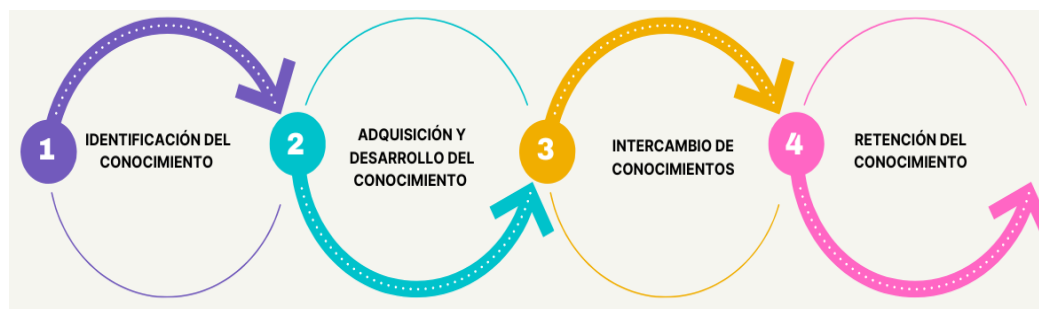 1
IDENTIFICACIÓN DEL
CONOCIMIENTO
2
ADQUISICIÓN Y
DESARROLLO DEL
CONOCIMIENTO
3
INTERCAMBIO DE
CONOCIMIENTOS
4
RETENCIÓN DEL
CONOCIMIENTO